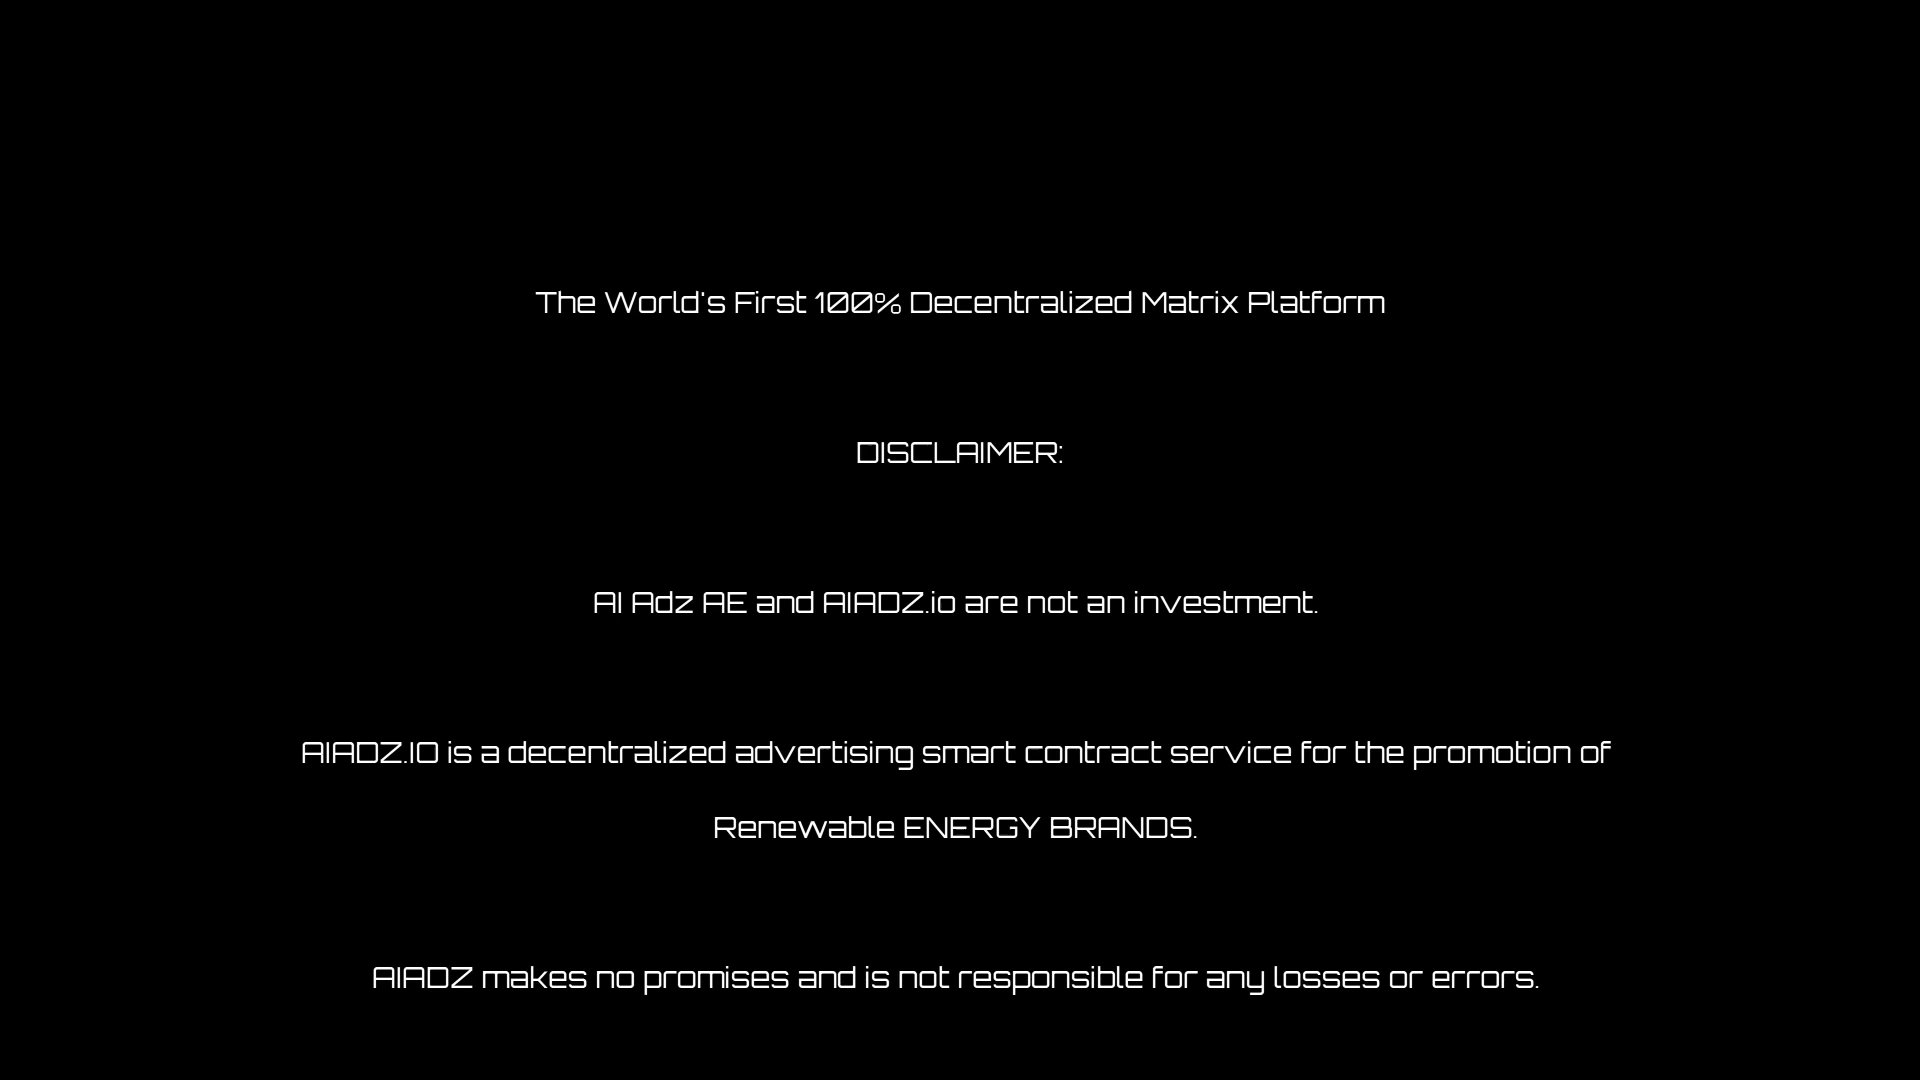 The World's First 100% Decentralized Matrix Platform
DISCLAIMER:
AI Adz AE and AIADZ.io are not an investment.
AIADZ.IO is a decentralized advertising smart contract service for the promotion of
Renewable ENERGY BRANDS.
AIADZ makes no promises and is not responsible for any losses or errors.